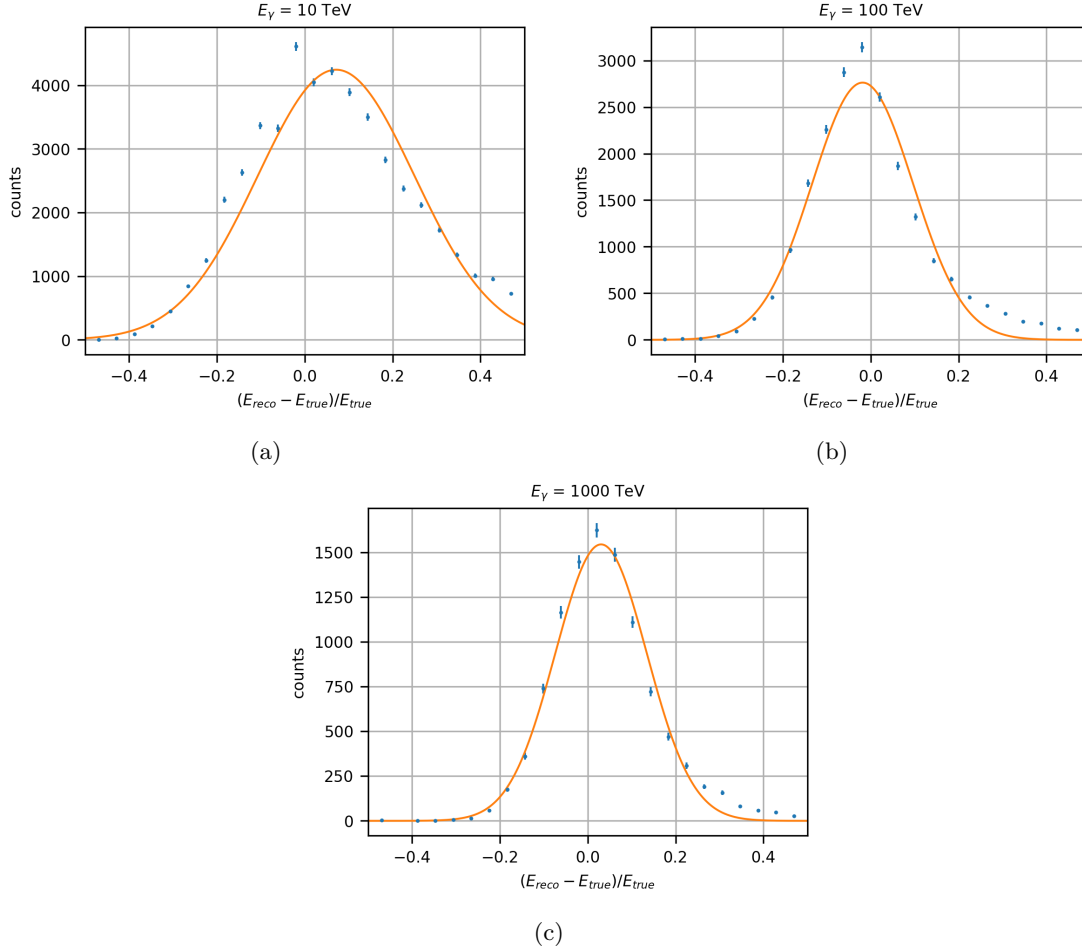 E_γ = 10 TeV
counts
4000
3000
2000
1000
0
−0.4 −0.2 0.0 0.2 0.4
(E_reco − E_true)/E_true
(a)
E_γ = 100 TeV
counts
3000
2500
2000
1500
1000
500
0
−0.4 −0.2 0.0 0.2 0.4
(E_reco − E_true)/E_true
(b)
E_γ = 1000 TeV
counts
1500
1250
1000
750
500
250
0
−0.4 −0.2 0.0 0.2 0.4
(E_reco − E_true)/E_true
(c)